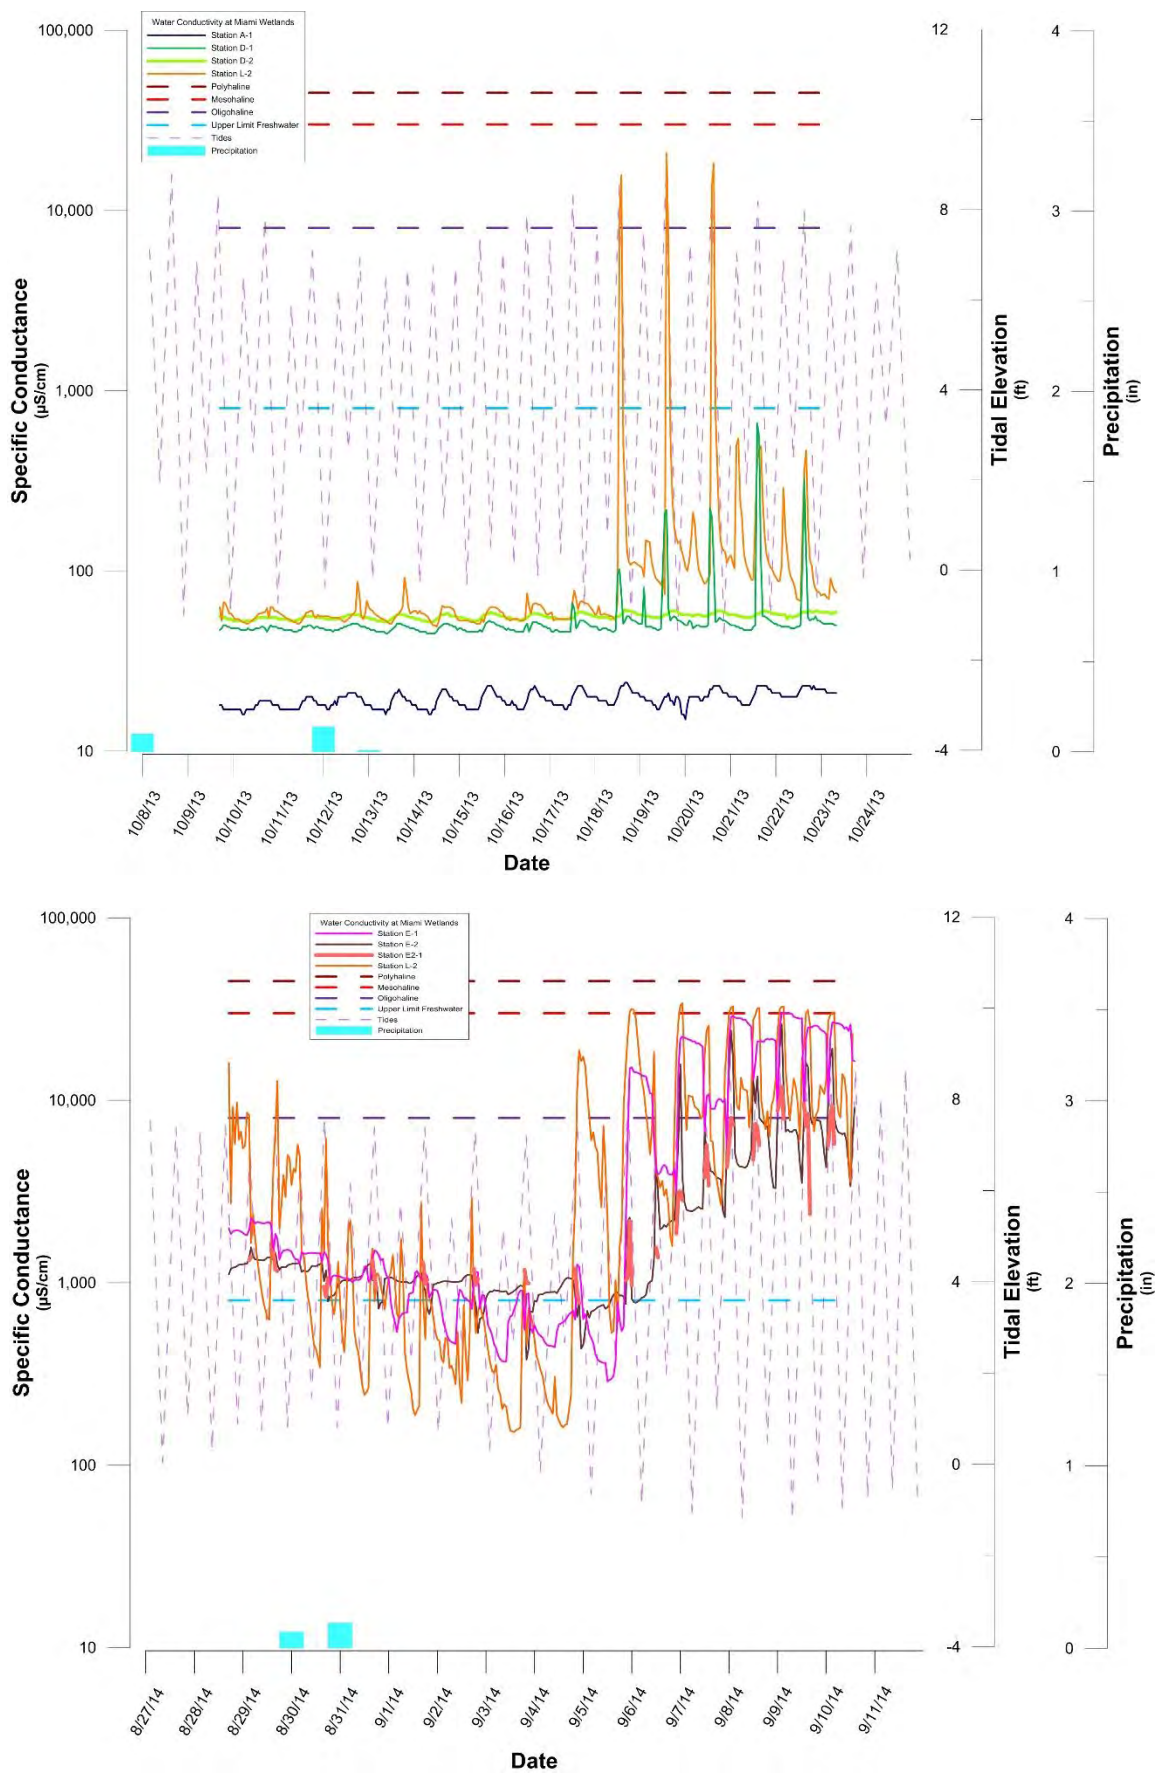 Water Conductivity at Miami Wetlands
Station A-1
Station D-1
Station D-2
Station L-2
Polyhaline
Mesohaline
Oligohaline
Upper Limit Freshwater
Tides
Precipitation
100,000
10,000
1,000
100
10
Specific Conductance
(µS/cm)
12
8
4
0
-4
Tidal Elevation
(ft)
4
3
2
1
0
Precipitation
(in)
10/8/13
10/9/13
10/10/13
10/11/13
10/12/13
10/13/13
10/14/13
10/15/13
10/16/13
10/17/13
10/18/13
10/19/13
10/20/13
10/21/13
10/22/13
10/23/13
10/24/13
Date
Water Conductivity at Miami Wetlands
Station E-1
Station E-2
Station E2-1
Station L-2
Polyhaline
Mesohaline
Oligohaline
Upper Limit Freshwater
Tides
Precipitation
100,000
10,000
1,000
100
10
Specific Conductance
(µS/cm)
12
8
4
0
-4
Tidal Elevation
(ft)
4
3
2
1
0
Precipitation
(in)
8/27/14
8/28/14
8/29/14
8/30/14
8/31/14
9/1/14
9/2/14
9/3/14
9/4/14
9/5/14
9/6/14
9/7/14
9/8/14
9/9/14
9/10/14
9/11/14
Date